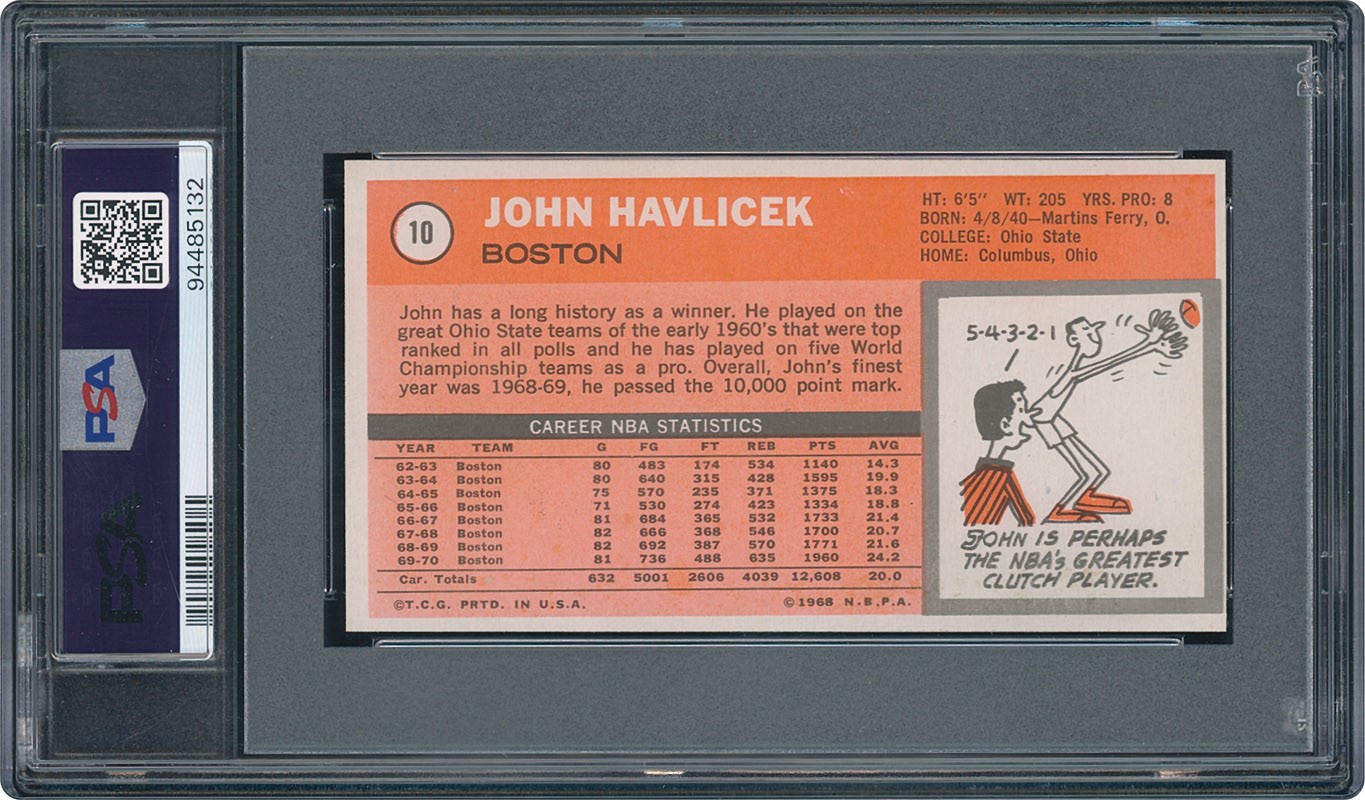 94485132
PSA
PSA
10
JOHN HAVLICEK
BOSTON
HT: 6'5" WT: 205 YRS. PRO: 8
BORN: 4/8/40—Martins Ferry, O.
COLLEGE: Ohio State
HOME: Columbus, Ohio
John has a long history as a winner. He played on the
great Ohio State teams of the early 1960's that were top
ranked in all polls and he has played on five World
Championship teams as a pro. Overall, John's finest
year was 1968-69, he passed the 10,000 point mark.
CAREER NBA STATISTICS
YEAR TEAM G FG FT REB PTS AVG
62-63 Boston 80 483 174 534 1140 14.3
63-64 Boston 80 640 315 428 1595 19.9
64-65 Boston 75 570 235 371 1375 18.3
65-66 Boston 71 530 274 423 1334 18.8
66-67 Boston 81 684 365 532 1733 21.4
67-68 Boston 82 666 368 546 1700 20.7
68-69 Boston 82 692 387 570 1771 21.6
69-70 Boston 81 736 488 635 1960 24.2
Car. Totals 632 5001 2606 4039 12,608 20.0
©T.C.G. PRTD. IN U.S.A. ©1968 N.B.P.A.
5-4-3-2-1
JOHN IS PERHAPS
THE NBA'S GREATEST
CLUTCH PLAYER.